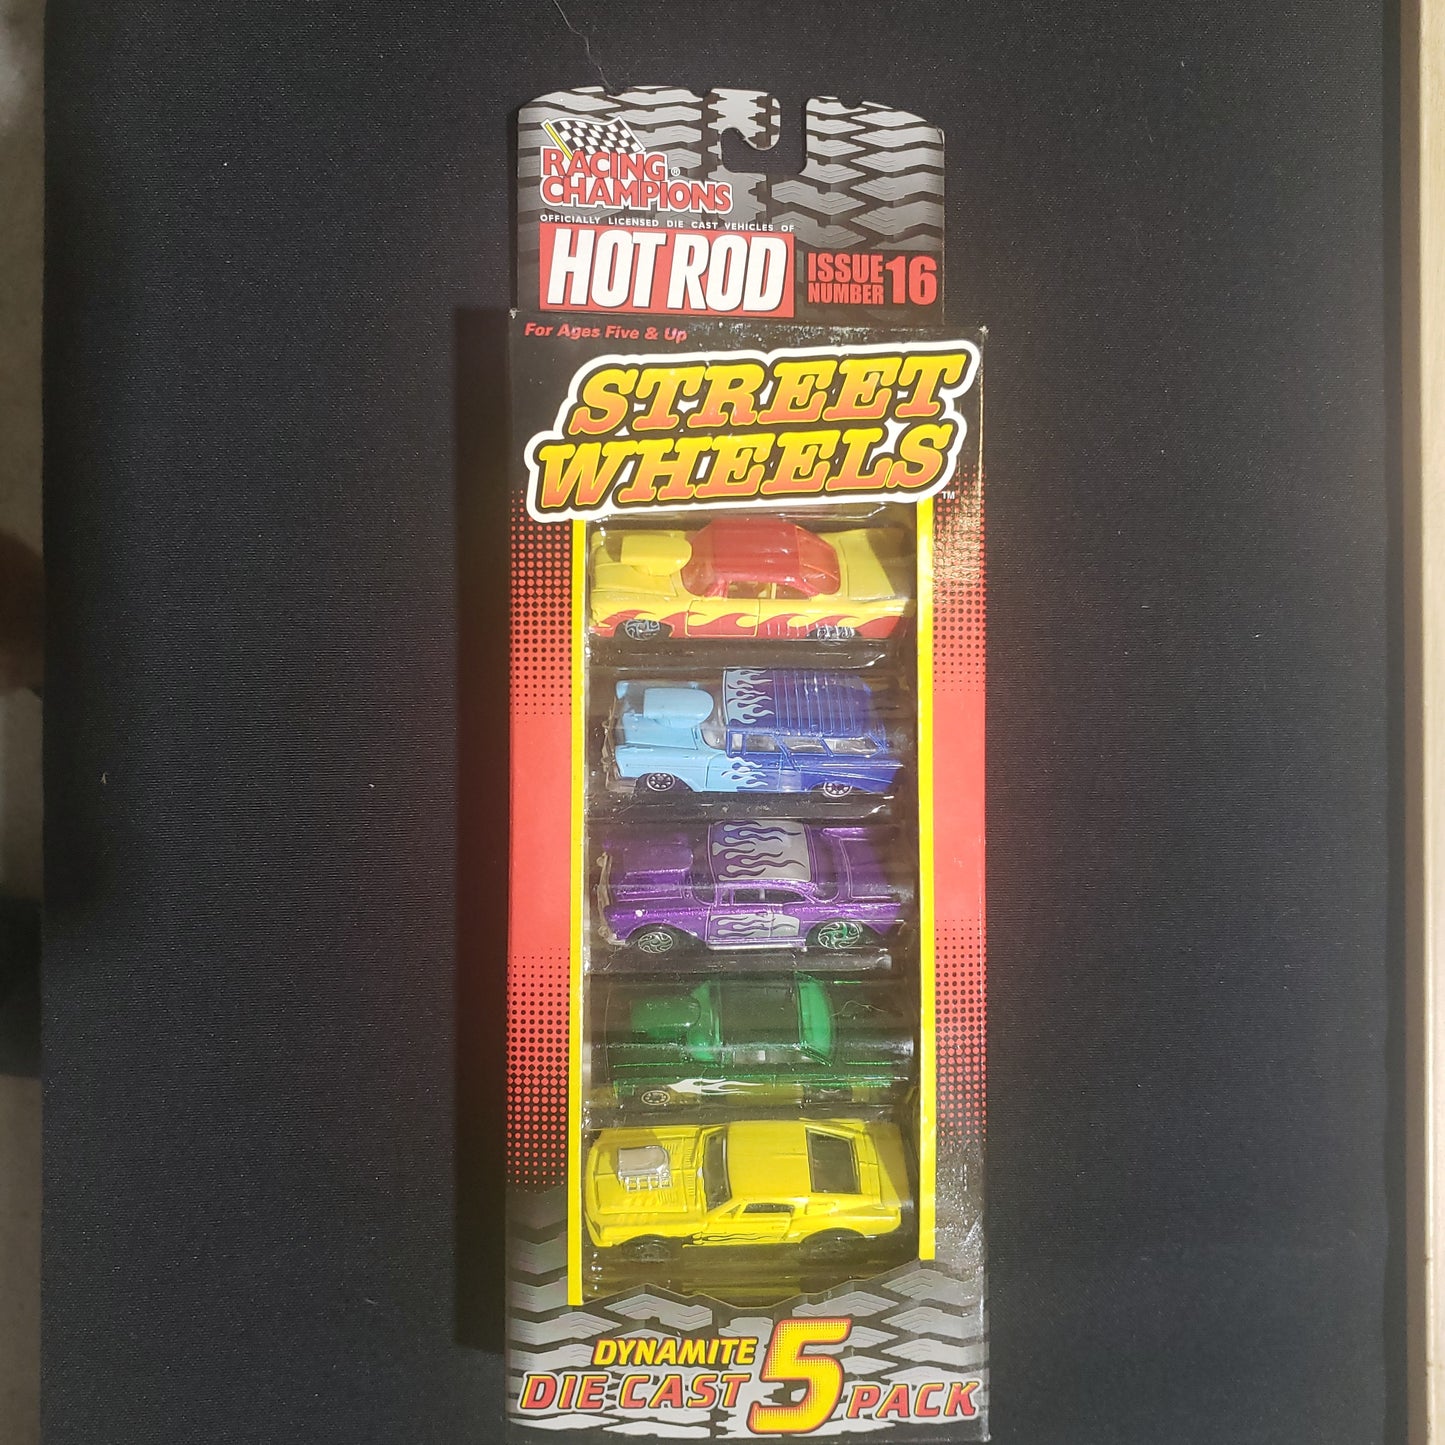 RACING
CHAMPIONS®
OFFICIALLY LICENSED DIE CAST VEHICLES OF
HOT ROD
ISSUE
NUMBER 16
For Ages Five & Up
STREET
WHEELS™
DYNAMITE
DIE CAST 5 PACK